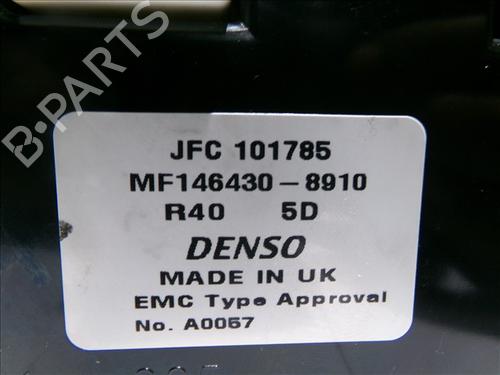 B-PARTS
JFC 101785
MF146430-8910
R40 5D
DENSO
MADE IN UK
EMC Type Approval
No. A0057